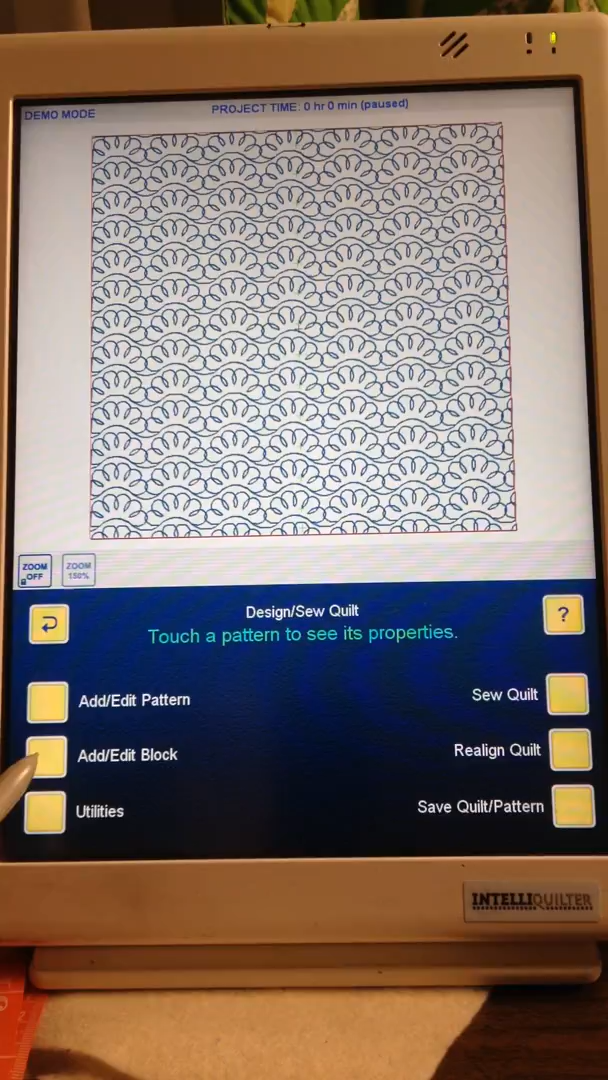 DEMO MODE
PROJECT TIME: 0 hr 0 min (paused)
ZOOM OFF
ZOOM 150%
Design/Sew Quilt
?
Touch a pattern to see its properties.
Add/Edit Pattern
Sew Quilt
Add/Edit Block
Realign Quilt
Utilities
Save Quilt/Pattern
INTELLIQUILTER